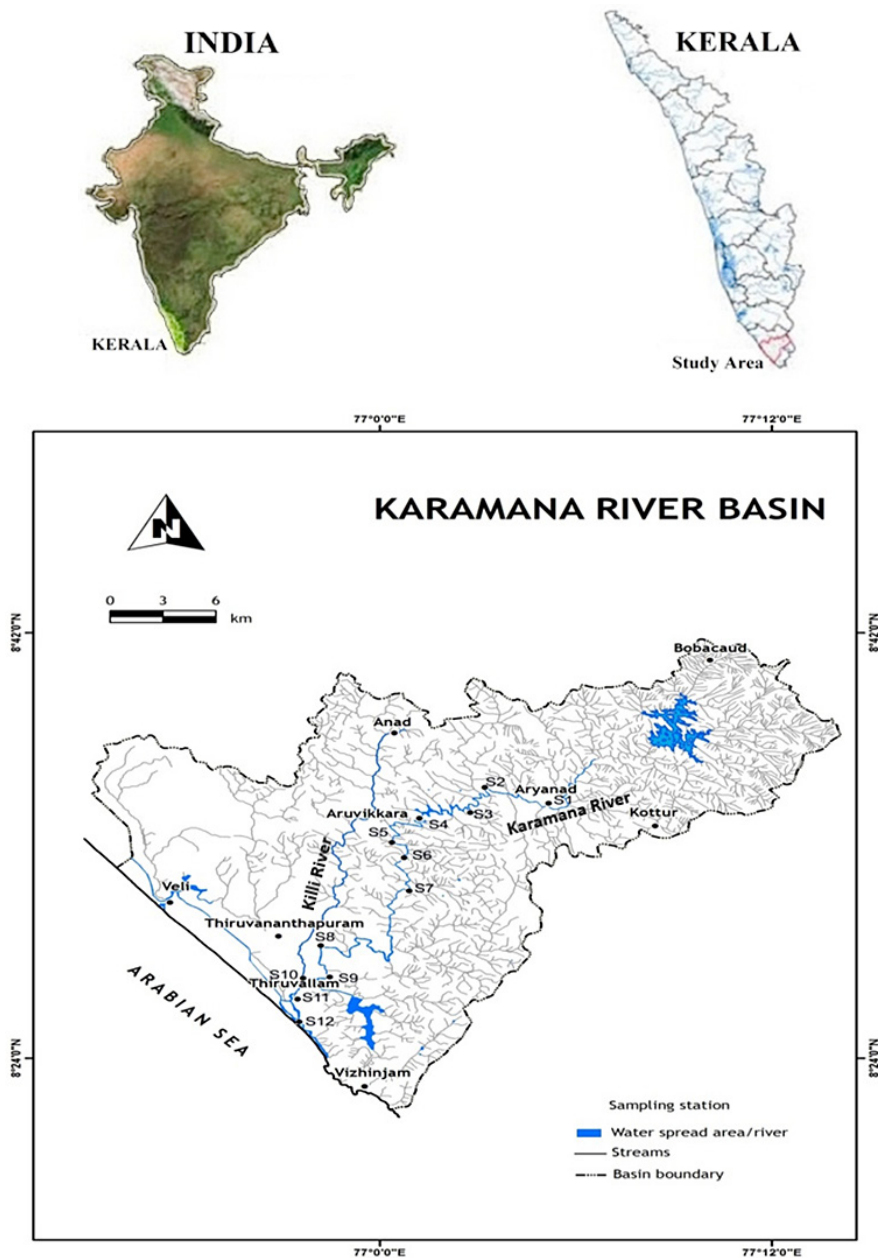 INDIA
KERALA
KERALA
Study Area
77°0'0"E
77°12'0"E
KARAMANA RIVER BASIN
N
0 3 6
km
8°42'0"N
8°42'0"N
Bobacaud
Anad
S2
Aryanad
S1
Aruvikkara
S4
S3
Karamana River
Kottur
S5
S6
Killi River
S7
Veli
Thiruvananthapuram
S8
S10
S9
Thiruvallam
S11
ARABIAN SEA
S12
8°24'0"N
8°24'0"N
Vizhinjam
Sampling station
Water spread area/river
Streams
Basin boundary
77°0'0"E
77°12'0"E